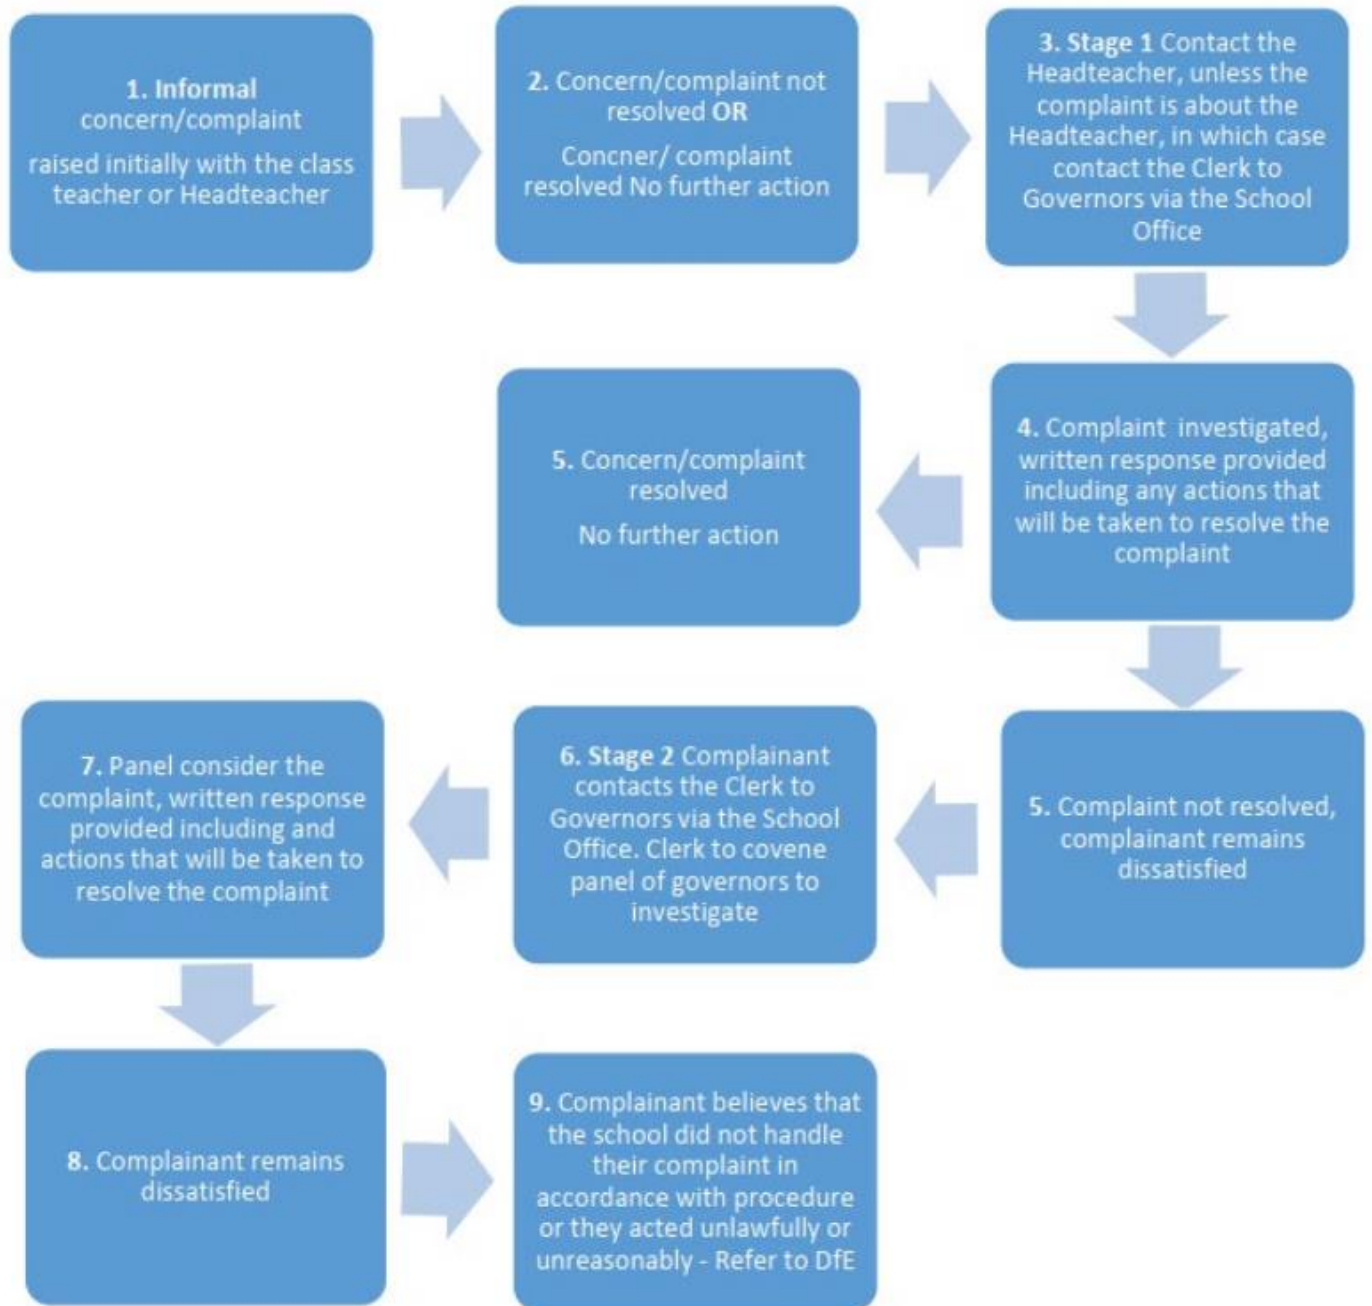 1. Informal
concern/complaint
raised initially with the class
teacher or Headteacher
2. Concern/complaint not
resolved OR
Concner/ complaint
resolved No further action
3. Stage 1 Contact the
Headteacher, unless the
complaint is about the
Headteacher, in which case
contact the Clerk to
Governors via the School
Office
4. Complaint investigated,
written response provided
including any actions that
will be taken to resolve the
complaint
5. Concern/complaint
resolved
No further action
5. Complaint not resolved,
complainant remains
dissatisfied
6. Stage 2 Complainant
contacts the Clerk to
Governors via the School
Office. Clerk to covene
panel of governors to
investigate
7. Panel consider the
complaint, written response
provided including and
actions that will be taken to
resolve the complaint
8. Complainant remains
dissatisfied
9. Complainant believes that
the school did not handle
their complaint in
accordance with procedure
or they acted unlawfully or
unreasonably - Refer to DfE